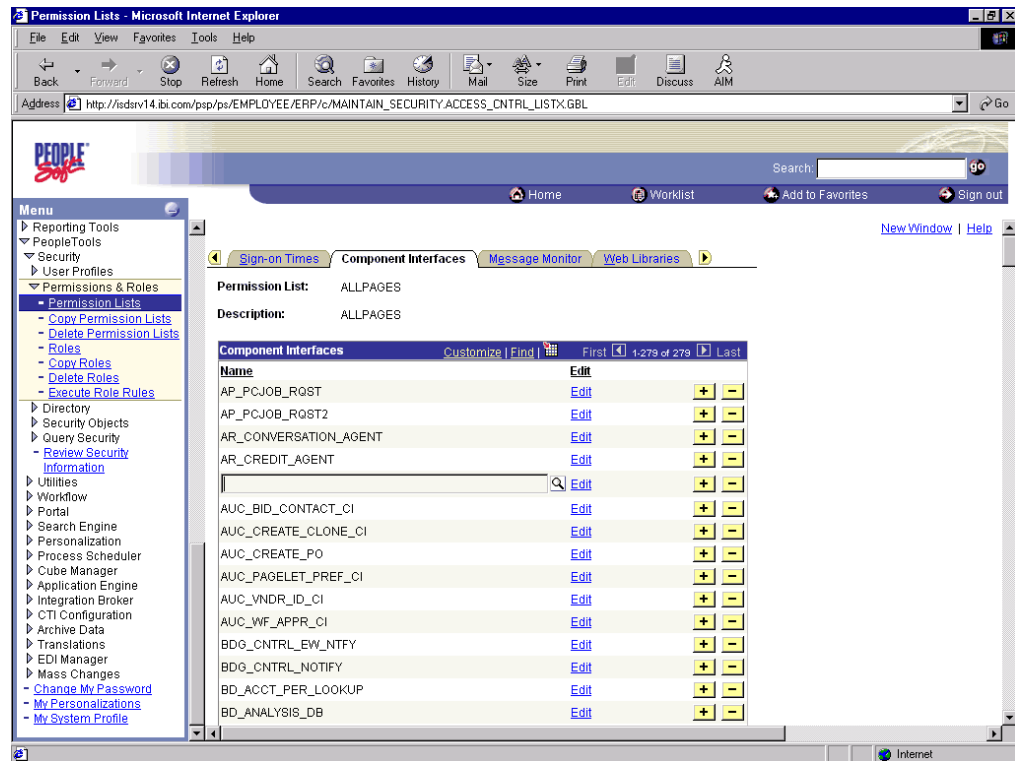 Permission Lists - Microsoft Internet Explorer
File Edit View Favorites Tools Help
Back Forward Stop Refresh Home Search Favorites History Mail Size Print Edit Discuss AIM
Address http://isdsrv14.ibi.com/psp/ps/EMPLOYEE/ERP/c/MAINTAIN_SECURITY.ACCESS_CNTRL_LISTX.GBL Go
PEOPLE
Soft
Search: go
Home Worklist Add to Favorites Sign out
Menu
Reporting Tools
PeopleTools
Security
User Profiles
Permissions & Roles
Permission Lists
Copy Permission Lists
Delete Permission Lists
Roles
Copy Roles
Delete Roles
Execute Role Rules
Directory
Security Objects
Query Security
Review Security
Information
Utilities
Workflow
Portal
Search Engine
Personalization
Process Scheduler
Cube Manager
Application Engine
Integration Broker
CTI Configuration
Archive Data
Translations
EDI Manager
Mass Changes
Change My Password
My Personalizations
My System Profile
New Window | Help
Sign-on Times Component Interfaces Message Monitor Web Libraries
Permission List: ALLPAGES
Description: ALLPAGES
Component Interfaces Customize | Find | First 1-279 of 279 Last
Name Edit
AP_PCJOB_RQST Edit + −
AP_PCJOB_RQST2 Edit + −
AR_CONVERSATION_AGENT Edit + −
AR_CREDIT_AGENT Edit + −
Edit + −
AUC_BID_CONTACT_CI Edit + −
AUC_CREATE_CLONE_CI Edit + −
AUC_CREATE_PO Edit + −
AUC_PAGELET_PREF_CI Edit + −
AUC_VNDR_ID_CI Edit + −
AUC_WF_APPR_CI Edit + −
BDG_CNTRL_EW_NTFY Edit + −
BDG_CNTRL_NOTIFY Edit + −
BD_ACCT_PER_LOOKUP Edit + −
BD_ANALYSIS_DB Edit + −
Internet